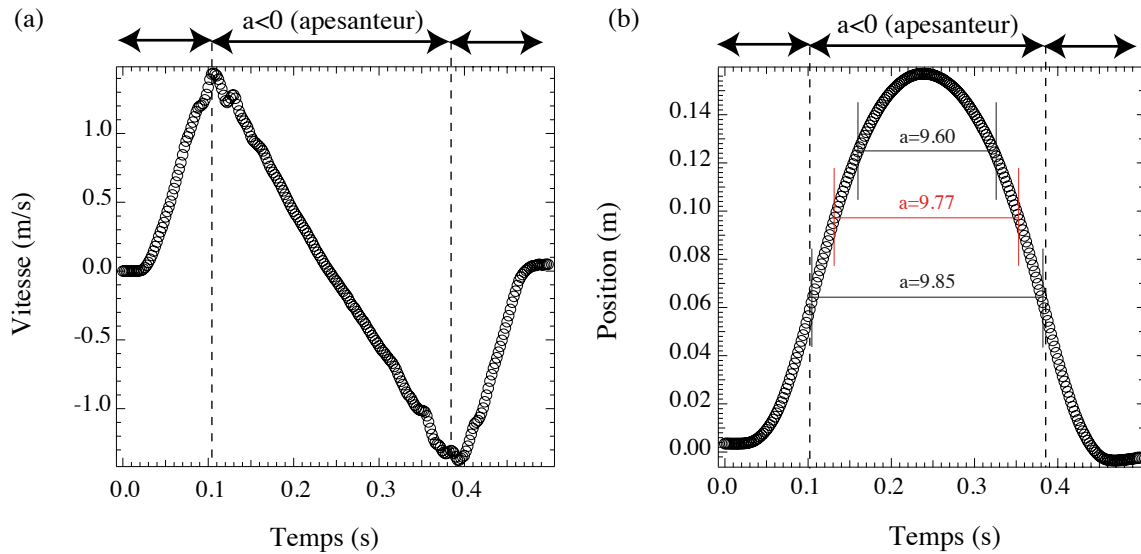 (a)
a<0 (apesanteur)
1.0
0.5
0.0
-0.5
-1.0
Vitesse (m/s)
0.0 0.1 0.2 0.3 0.4
Temps (s)
(b)
a<0 (apesanteur)
0.14
0.12
0.10
0.08
0.06
0.04
0.02
0.00
Position (m)
a=9.60
a=9.77
a=9.85
0.0 0.1 0.2 0.3 0.4
Temps (s)